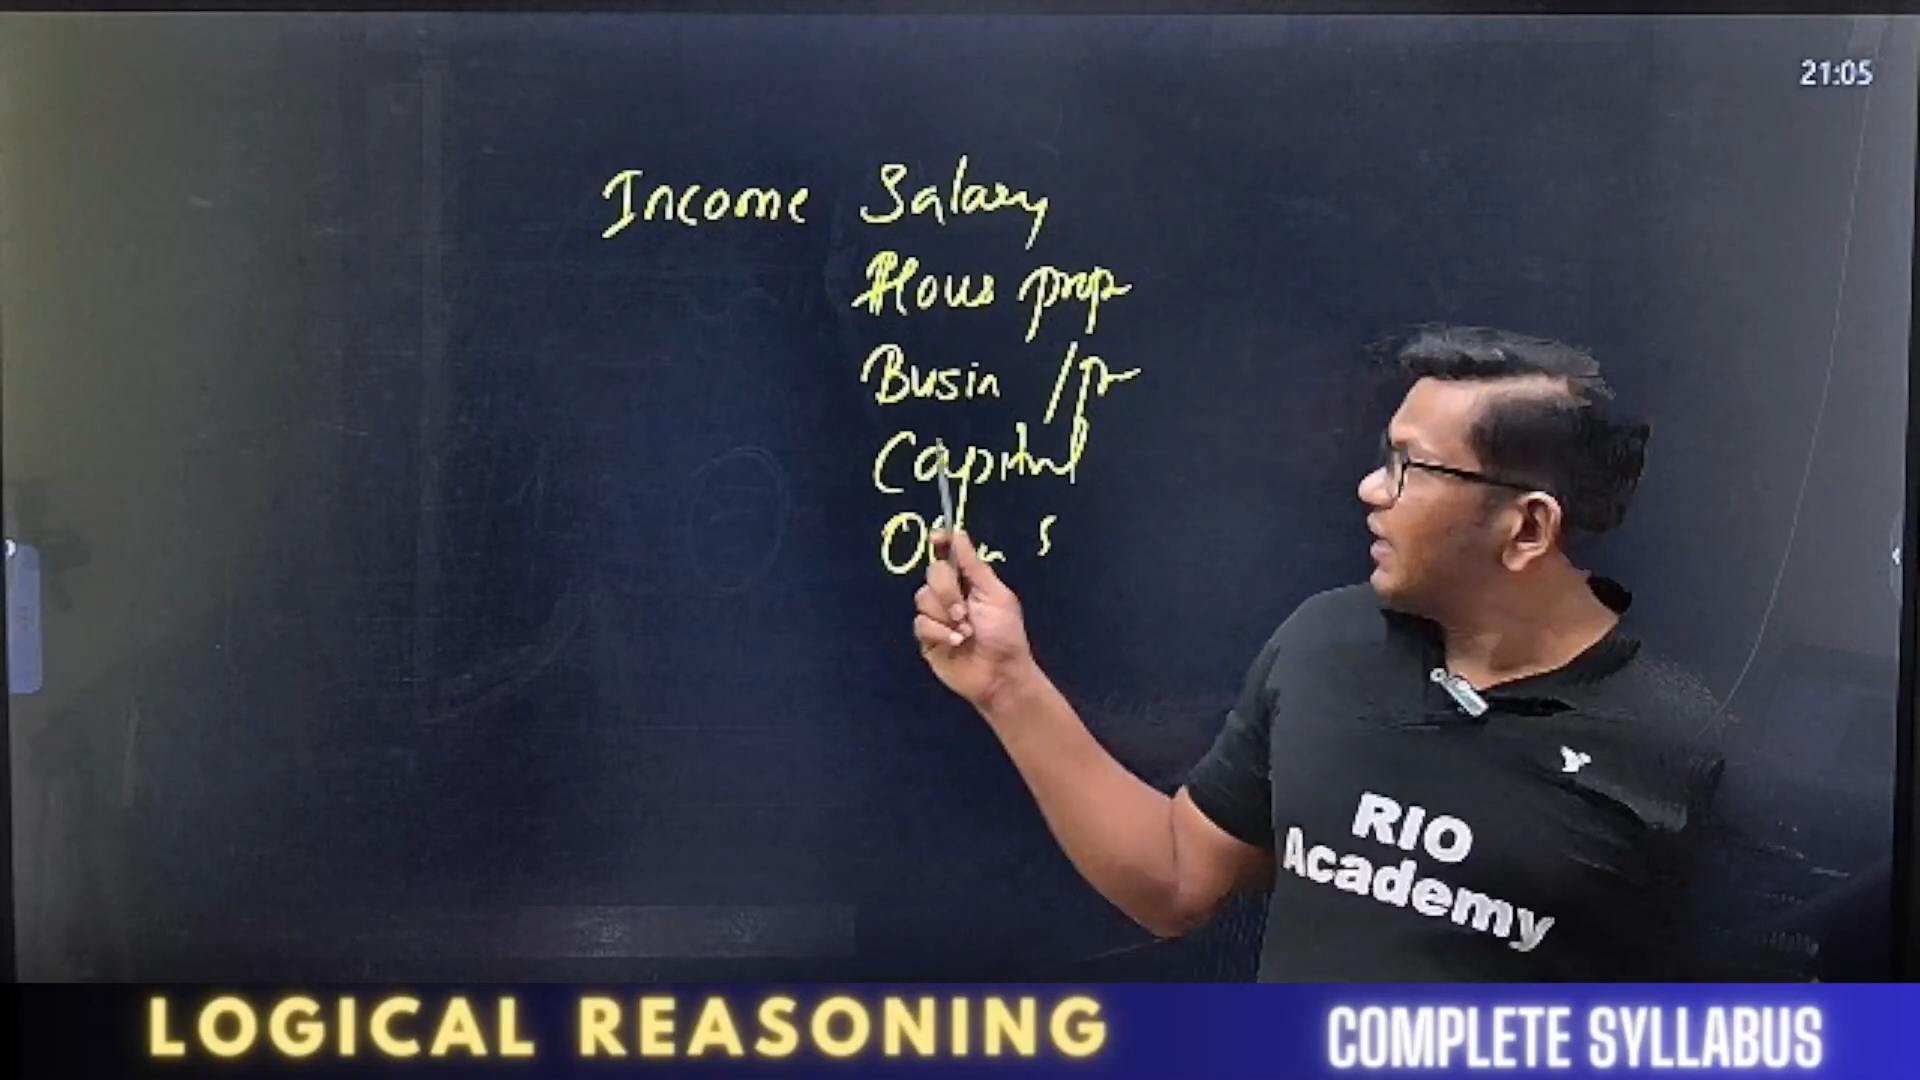 21:05
Income Salary
Hous prop
Busin / pr
Capital
RIO
Academy
LOGICAL REASONING
COMPLETE SYLLABUS